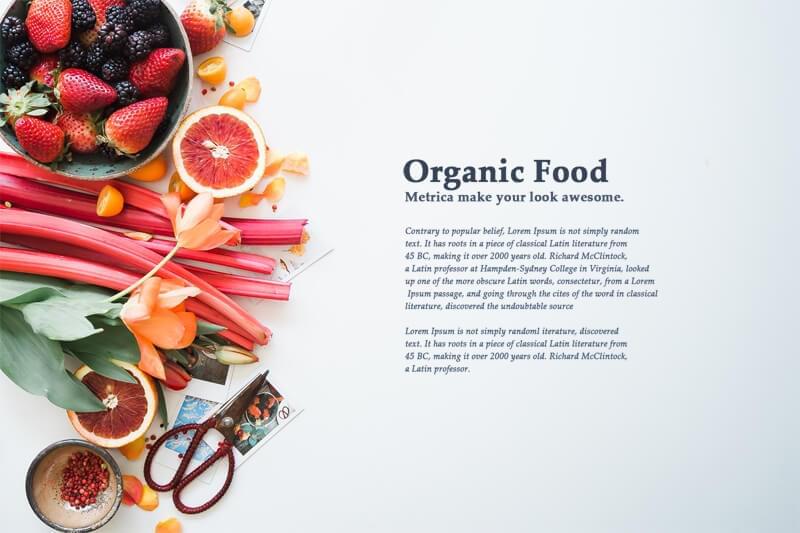 Organic Food
Metrica make your look awesome.
Contrary to popular belief, Lorem Ipsum is not simply random
text. It has roots in a piece of classical Latin literature from
45 BC, making it over 2000 years old. Richard McClintock,
a Latin professor at Hampden-Sydney College in Virginia, looked
up one of the more obscure Latin words, consectetur, from a Lorem
Ipsum passage, and going through the cites of the word in classical
literature, discovered the undoubtable source
Lorem Ipsum is not simply randoml iterature, discovered
text. It has roots in a piece of classical Latin literature from
45 BC, making it over 2000 years old. Richard McClintock,
a Latin professor.